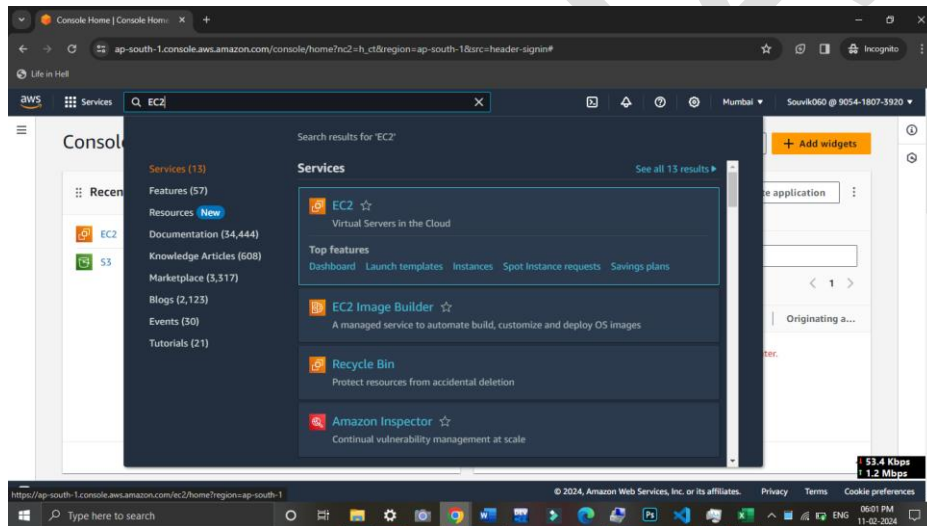 Console Home | Console Home
ap-south-1.console.aws.amazon.com/console/home?nc2=h_ct&region=ap-south-1&src=header-signin#
Incognito
Life in Hell
aws
Services
EC2
Mumbai
Souvik060 @ 9054-1807-3920
Consol
Search results for 'EC2'
+ Add widgets
Services (13)
Features (57)
Resources New
Documentation (34,444)
Knowledge Articles (608)
Marketplace (3,317)
Blogs (2,123)
Events (30)
Tutorials (21)
Services
See all 13 results
EC2
Virtual Servers in the Cloud
Top features
Dashboard Launch templates Instances Spot Instance requests Savings plans
EC2 Image Builder
A managed service to automate build, customize and deploy OS images
Recycle Bin
Protect resources from accidental deletion
Amazon Inspector
Continual vulnerability management at scale
Recen
EC2
S3
te application
1
Originating a...
ter.
53.4 Kbps
1.2 Mbps
https://ap-south-1.console.aws.amazon.com/ec2/home?region=ap-south-1
© 2024, Amazon Web Services, Inc. or its affiliates.
Privacy Terms Cookie preferences
Type here to search
ENG
06:01 PM
11-02-2024